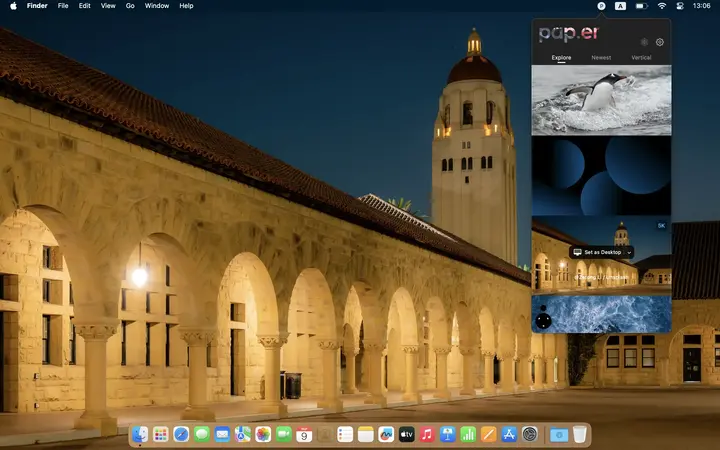 Finder File Edit View Go Window Help
A
13:06
pap.er
Explore Newest Vertical
5K
Set as Desktop
9
tv